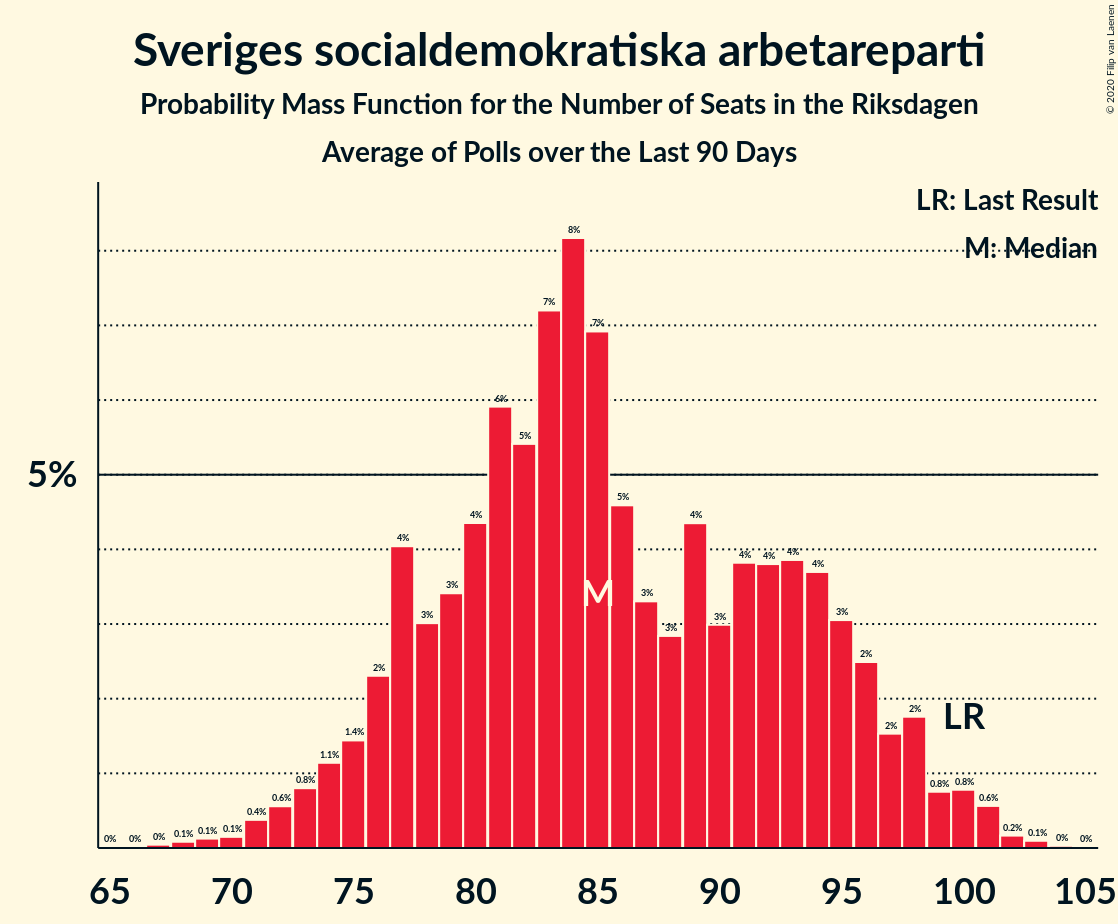 Sveriges socialdemokratiska arbetareparti
Probability Mass Function for the Number of Seats in the Riksdagen
Average of Polls over the Last 90 Days
© 2020 Filip van Laenen
LR: Last Result
M: Median
5%
0% 0% 0% 0.1% 0.1% 0.1% 0.4% 0.6% 0.8% 1.1% 1.4% 2% 4% 3% 3% 4% 6% 5% 7% 8% 7% 5% 3% 3% 4% 3% 4% 4% 4% 4% 3% 2% 2% 2% 0.8% 0.8% 0.6% 0.2% 0.1% 0% 0%
M
LR
65 70 75 80 85 90 95 100 105